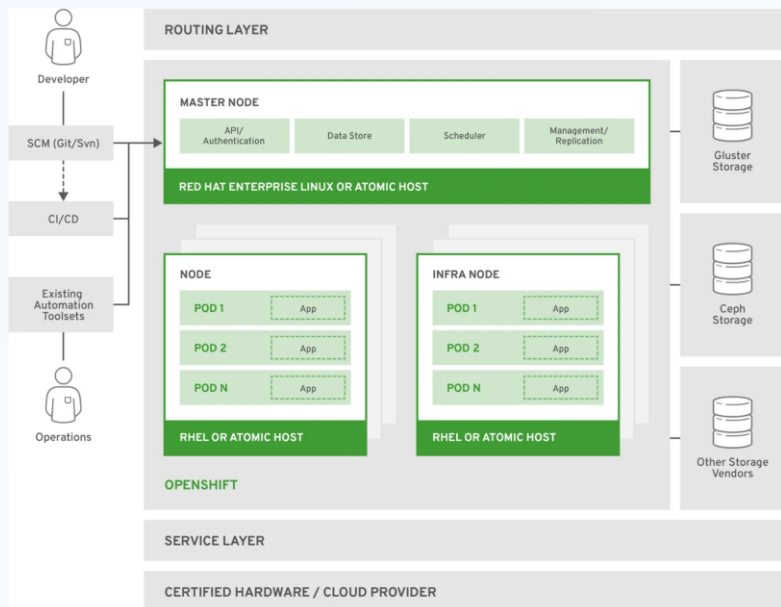 ROUTING LAYER
Developer
SCM (Git/Svn)
CI/CD
Existing
Automation
Toolsets
Operations
MASTER NODE
API/
Authentication
Data Store
Scheduler
Management/
Replication
RED HAT ENTERPRISE LINUX OR ATOMIC HOST
NODE
POD 1
App
POD 2
App
POD N
App
RHEL OR ATOMIC HOST
INFRA NODE
POD 1
App
POD 2
App
POD N
App
RHEL OR ATOMIC HOST
OPENSHIFT
Gluster
Storage
Ceph
Storage
Other Storage
Vendors
SERVICE LAYER
CERTIFIED HARDWARE / CLOUD PROVIDER